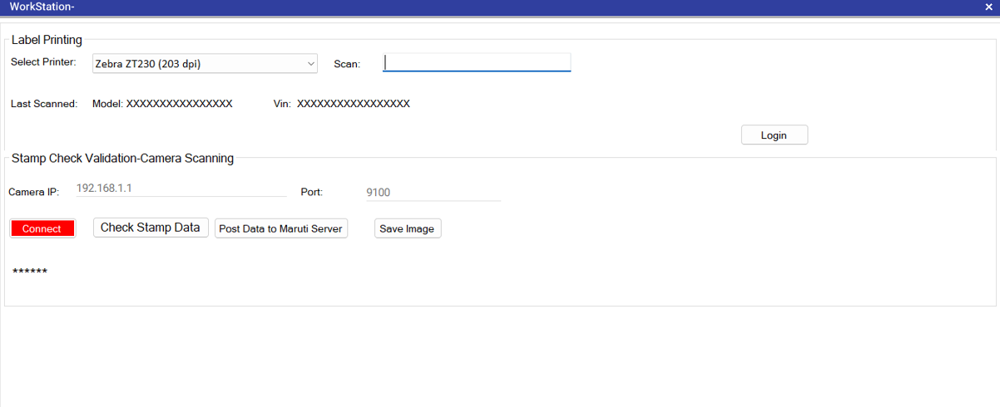 WorkStation-
Label Printing
Select Printer: Zebra ZT230 (203 dpi) Scan:
Last Scanned: Model: XXXXXXXXXXXXXXXX Vin: XXXXXXXXXXXXXXXXX
Login
Stamp Check Validation-Camera Scanning
Camera IP: 192.168.1.1 Port: 9100
Connect Check Stamp Data Post Data to Maruti Server Save Image
******